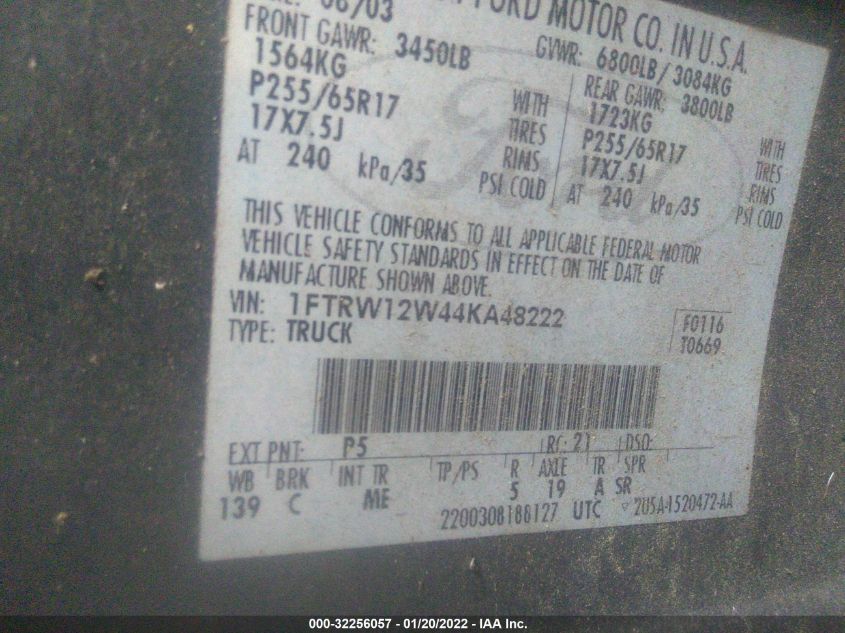 08/03
FORD MOTOR CO. IN U.S.A.
FRONT GAWR: 3450LB
1564KG WITH
P255/65R17 TIRES
17X7.5J RIMS
AT 240 kPa/35 PSI COLD
GVWR: 6800LB/3084KG
REAR GAWR: 3800LB
1723KG WITH
P255/65R17 TIRES
17X7.5J RIMS
AT 240 kPa/35 PSI COLD
THIS VEHICLE CONFORMS TO ALL APPLICABLE FEDERAL MOTOR
VEHICLE SAFETY STANDARDS IN EFFECT ON THE DATE OF
MANUFACTURE SHOWN ABOVE.
VIN: 1FTRW12W44KA48222
TYPE: TRUCK
F0116
T0669
EXT PNT: P5 RC: 21 DSO:
WB BRK INT TR TP/PS R AXLE TR SPR
139 C ME 5 19 A SR
2200308188127 UTC ▽ 2U5A-1520472-AA
Ford
000-32256057 - 01/20/2022 - IAA Inc.